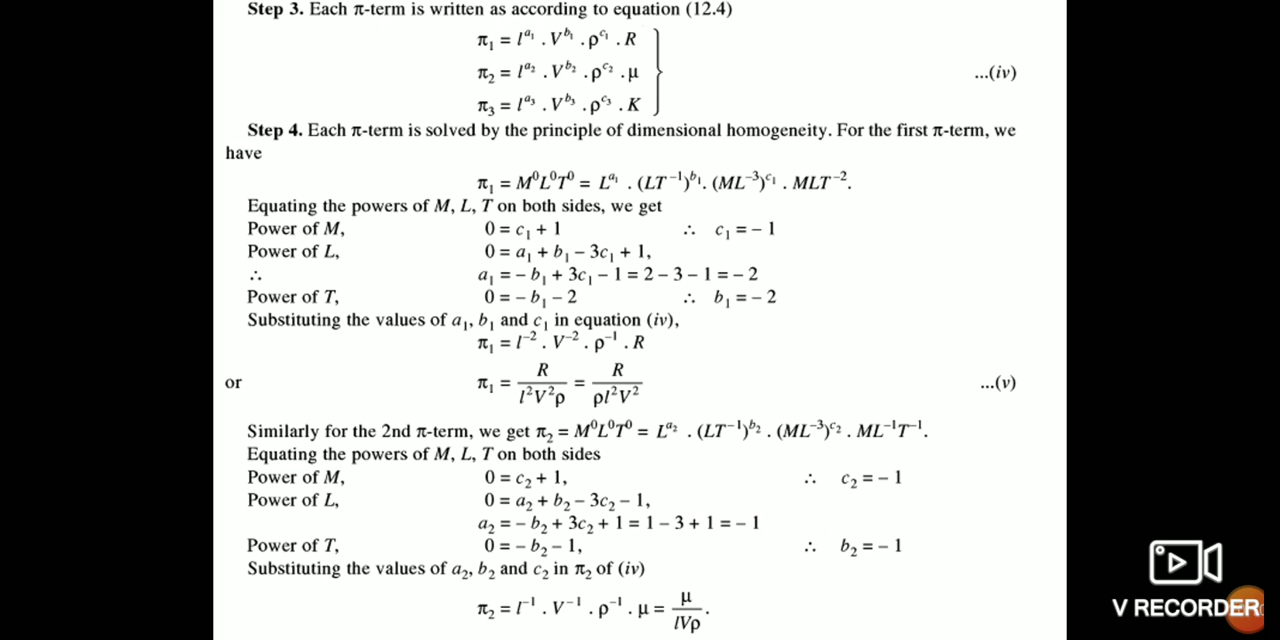 Step 3. Each π-term is written as according to equation (12.4)
π₁ = l^a₁ . V^b₁ . ρ^c₁ . R
π₂ = l^a₂ . V^b₂ . ρ^c₂ . μ ...(iv)
π₃ = l^a₃ . V^b₃ . ρ^c₃ . K
Step 4. Each π-term is solved by the principle of dimensional homogeneity. For the first π-term, we
have
π₁ = M⁰L⁰T⁰ = L^a₁ . (LT⁻¹)^b₁. (ML⁻³)^c₁ . MLT⁻².
Equating the powers of M, L, T on both sides, we get
Power of M, 0 = c₁ + 1 ∴ c₁ = – 1
Power of L, 0 = a₁ + b₁ – 3c₁ + 1,
∴ a₁ = – b₁ + 3c₁ – 1 = 2 – 3 – 1 = – 2
Power of T, 0 = – b₁ – 2 ∴ b₁ = – 2
Substituting the values of a₁, b₁ and c₁ in equation (iv),
π₁ = l⁻² . V⁻² . ρ⁻¹ . R
or π₁ = R / l²V²ρ = R / ρl²V² ...(v)
Similarly for the 2nd π-term, we get π₂ = M⁰L⁰T⁰ = L^a₂ . (LT⁻¹)^b₂ . (ML⁻³)^c₂ . ML⁻¹T⁻¹.
Equating the powers of M, L, T on both sides
Power of M, 0 = c₂ + 1, ∴ c₂ = – 1
Power of L, 0 = a₂ + b₂ – 3c₂ – 1,
a₂ = – b₂ + 3c₂ + 1 = 1 – 3 + 1 = – 1
Power of T, 0 = – b₂ – 1, ∴ b₂ = – 1
Substituting the values of a₂, b₂ and c₂ in π₂ of (iv)
π₂ = l⁻¹ . V⁻¹ . ρ⁻¹ . μ = μ / lVρ.
V RECORDER